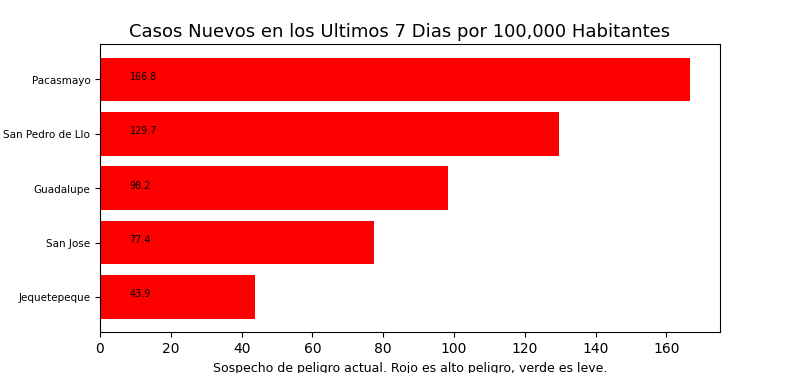 Casos Nuevos en los Ultimos 7 Dias por 100,000 Habitantes
Pacasmayo 166.8
San Pedro de Llo 129.7
Guadalupe 98.2
San Jose 77.4
Jequetepeque 43.9
0 20 40 60 80 100 120 140 160
Sospecho de peligro actual. Rojo es alto peligro, verde es leve.